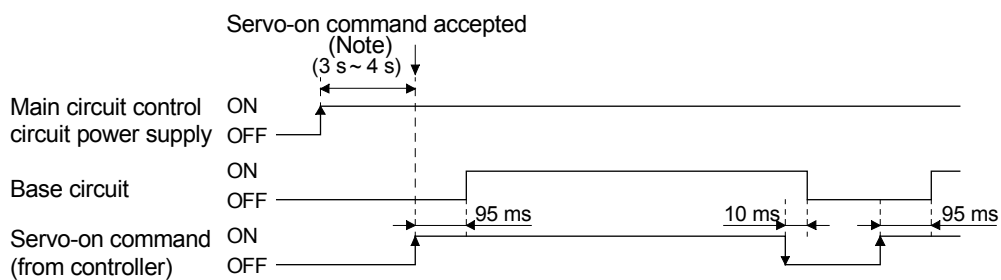 Servo-on command accepted
(Note)
(3 s ~ 4 s)
Main circuit control
circuit power supply
ON
OFF
Base circuit
ON
OFF
95 ms
10 ms
95 ms
Servo-on command
(from controller)
ON
OFF